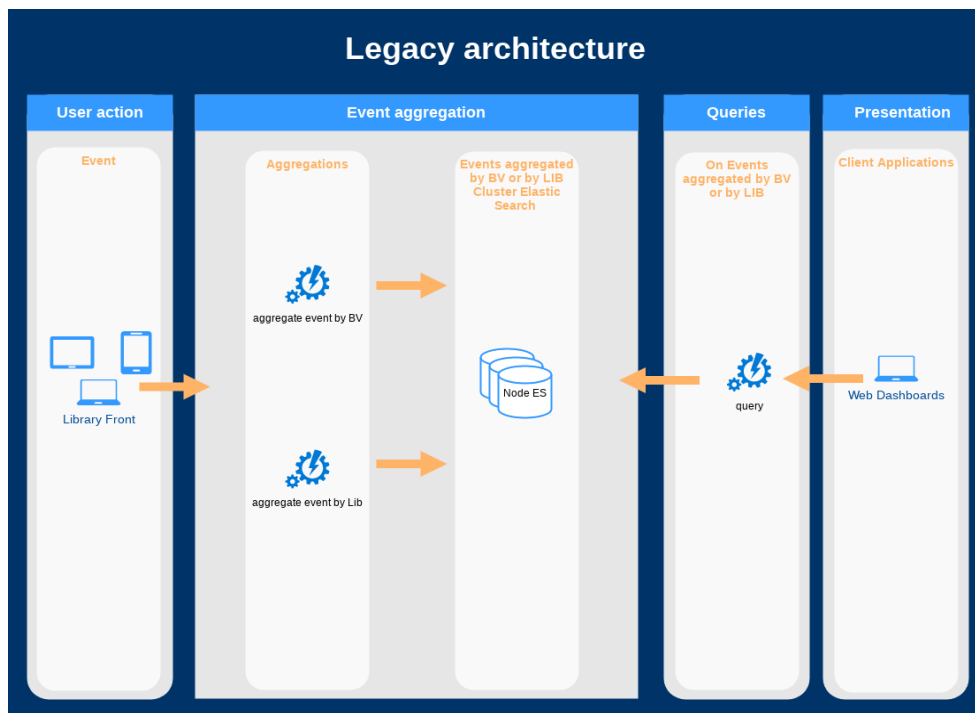 Legacy architecture
User action
Event aggregation
Queries
Presentation
Event
Aggregations
Events aggregated
by BV or by LIB
Cluster Elastic
Search
On Events
aggregated by BV
or by LIB
Client Applications
aggregate event by BV
Library Front
Node ES
query
Web Dashboards
aggregate event by Lib